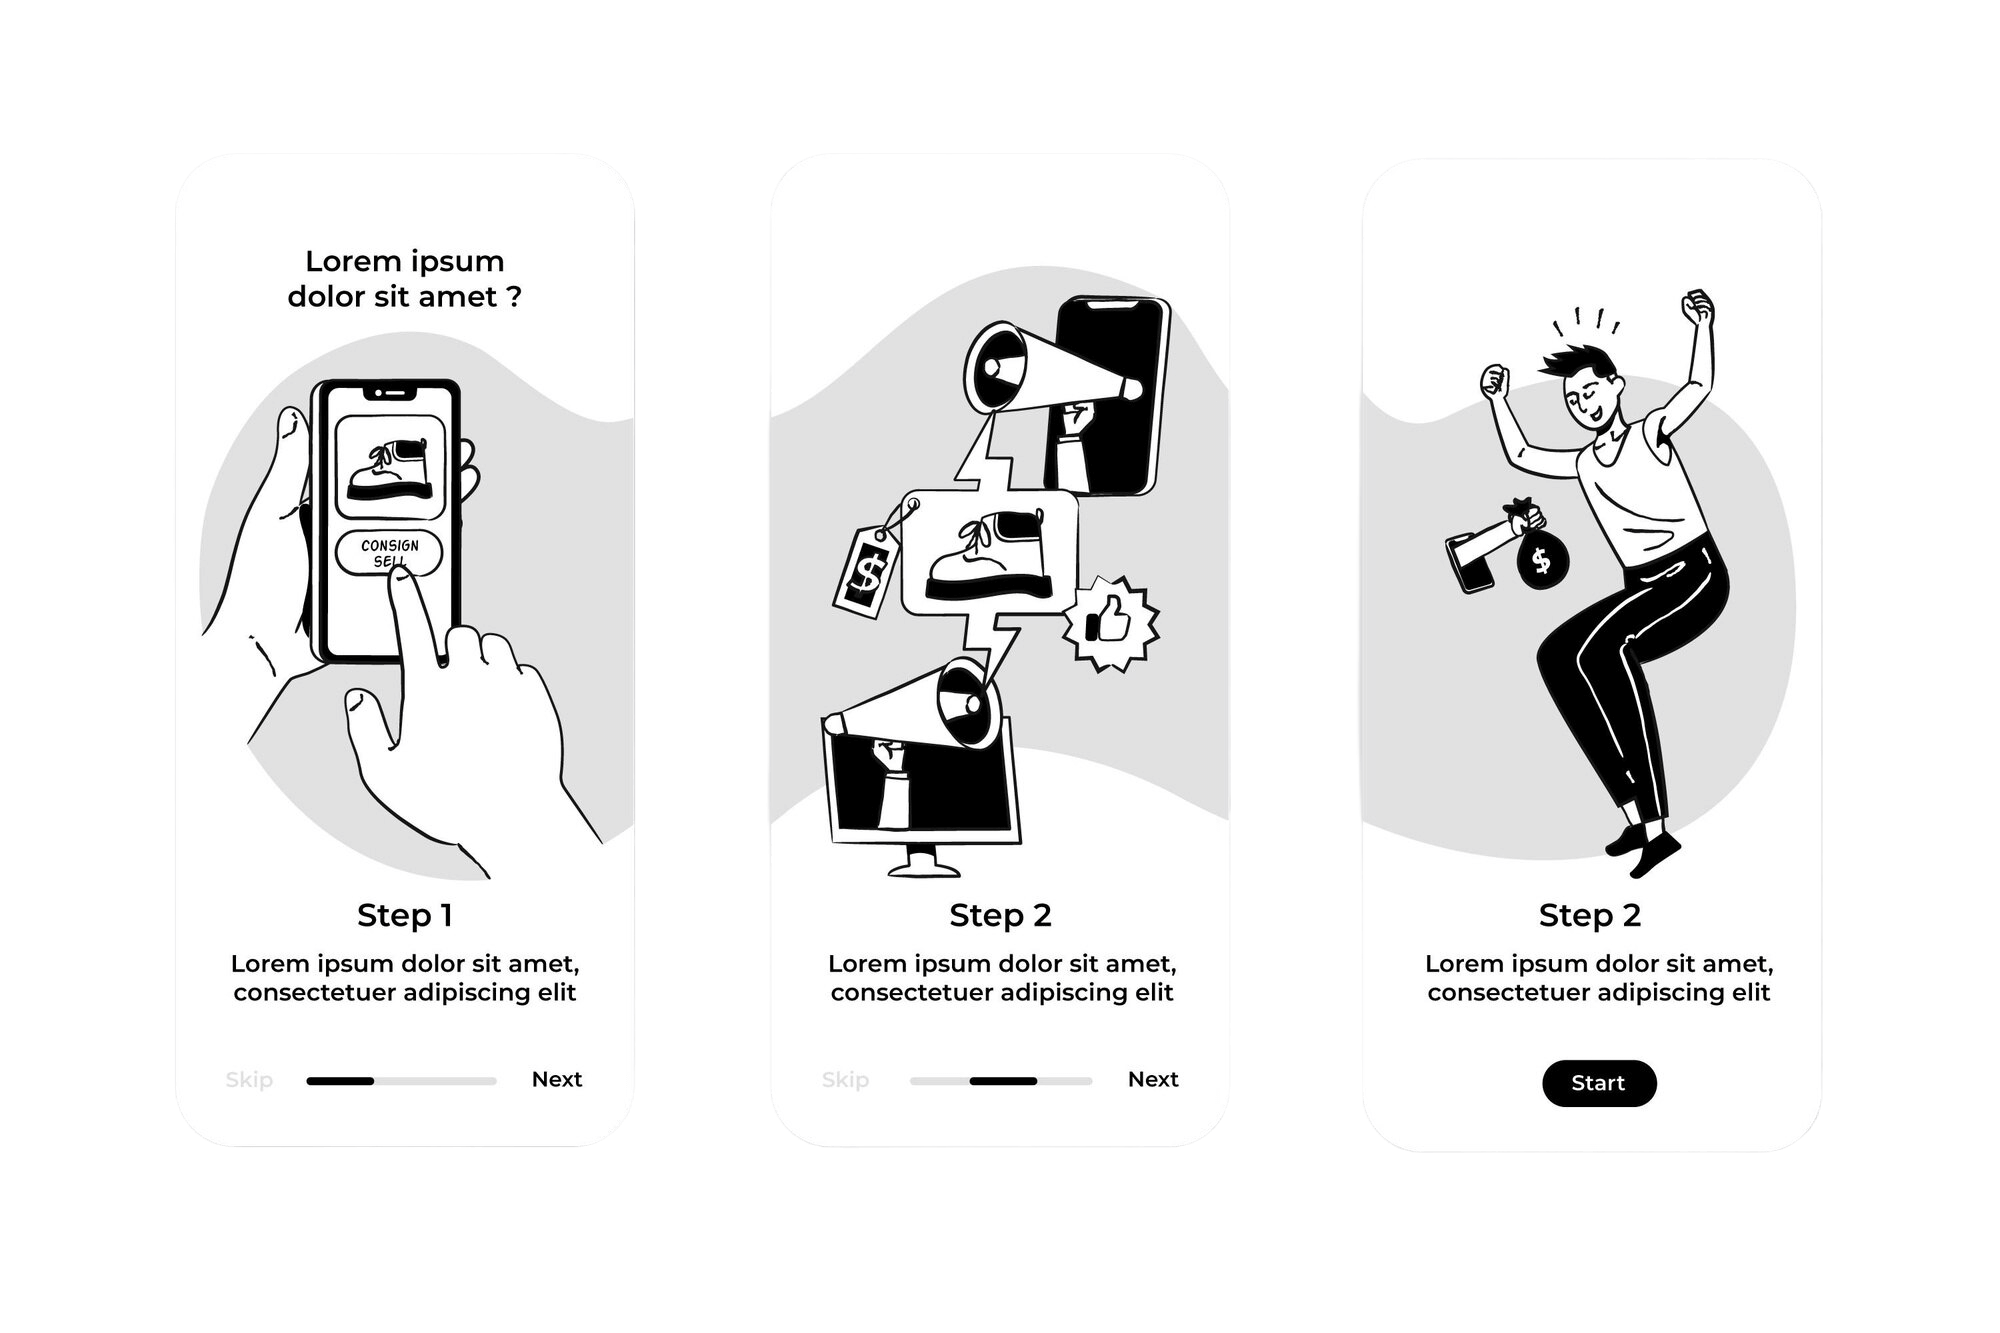 Lorem ipsum
dolor sit amet ?
CONSIGN
SELL
Step 1
Lorem ipsum dolor sit amet,
consectetuer adipiscing elit
Skip
Next
$
Step 2
Lorem ipsum dolor sit amet,
consectetuer adipiscing elit
Skip
Next
$
Step 2
Lorem ipsum dolor sit amet,
consectetuer adipiscing elit
Start